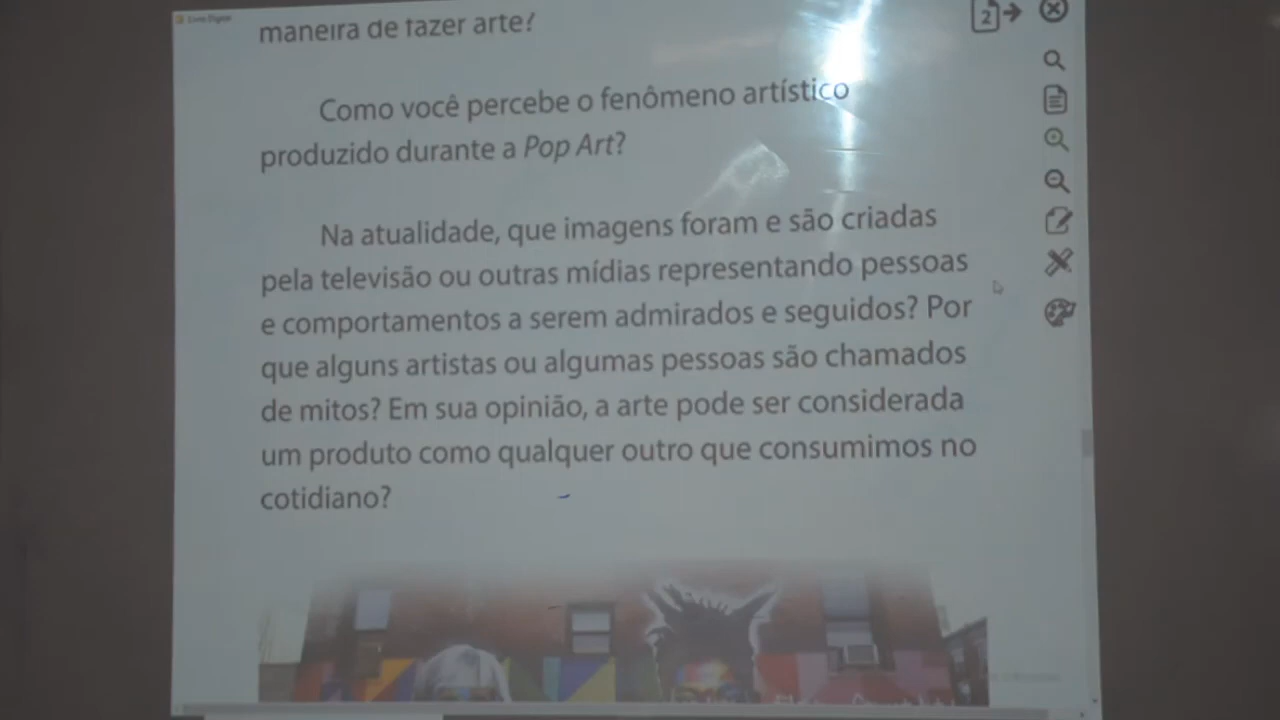 Livro Digital
maneira de fazer arte?
2
Como você percebe o fenômeno artístico
produzido durante a Pop Art?
Na atualidade, que imagens foram e são criadas
pela televisão ou outras mídias representando pessoas
e comportamentos a serem admirados e seguidos? Por
que alguns artistas ou algumas pessoas são chamados
de mitos? Em sua opinião, a arte pode ser considerada
um produto como qualquer outro que consumimos no
cotidiano?